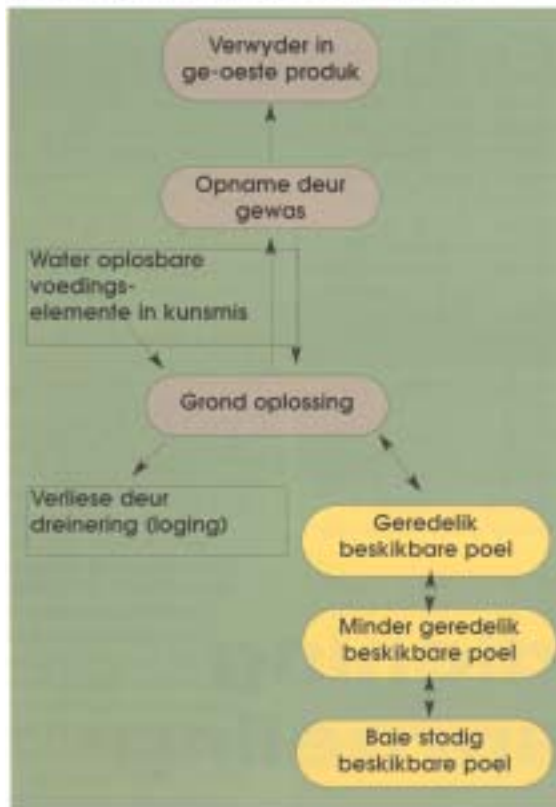 Verwyder in
ge-oeste produk
Opname deur
gewas
Water oplosbare
voedings-
elemente in kunsmis
Grond oplossing
Verliese deur
dreinering (loging)
Geredelik
beskikbare poel
Minder geredelik
beskikbare poel
Baie stadig
beskikbare poel